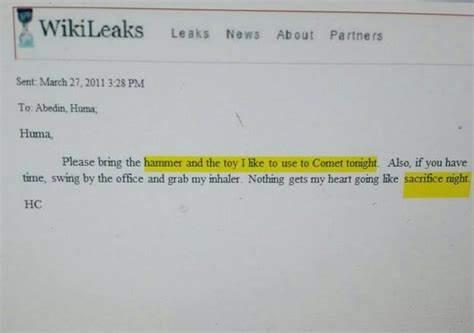 WikiLeaks Leaks News About Partners
Sent: March 27, 2011 3:28 PM
To: Abedin, Huma;
Huma,
Please bring the hammer and the toy I like to use to Comet tonight. Also, if you have
time, swing by the office and grab my inhaler. Nothing gets my heart going like sacrifice night.
HC